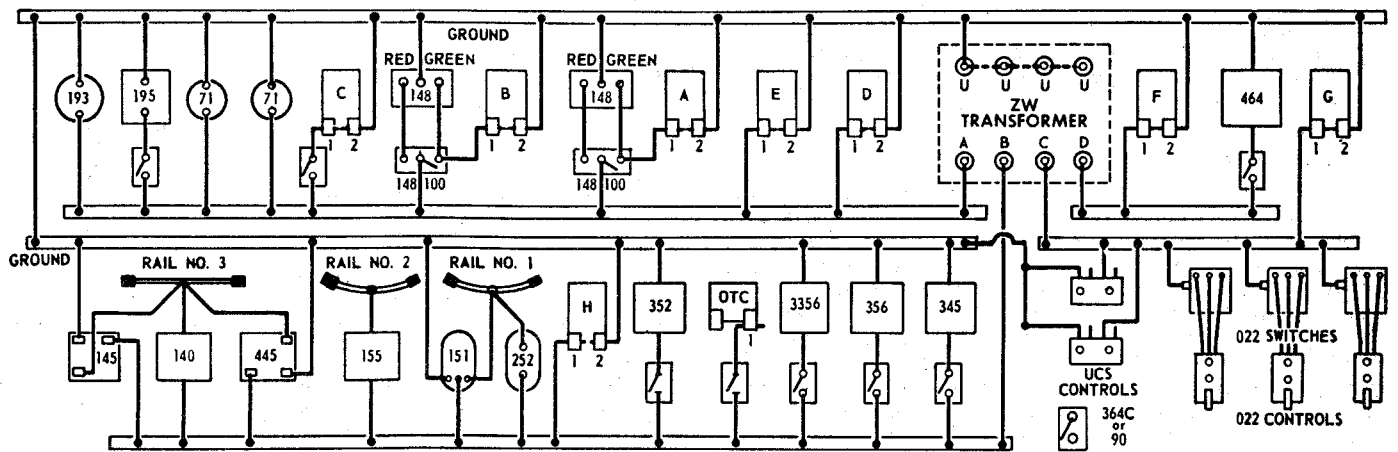 GROUND
RED GREEN
RED GREEN
193
195
71
71
C
1 2
148
B
1 2
148 100
148
A
1 2
148 100
E
1 2
D
1 2
U U U U
ZW
TRANSFORMER
A B C D
F
1 2
464
G
1 2
GROUND
RAIL NO. 3
RAIL NO. 2
RAIL NO. 1
145
140
445
155
151
252
H
1 2
352
OTC
1
3356
356
345
UCS
CONTROLS
364C
or
90
022 SWITCHES
022 CONTROLS